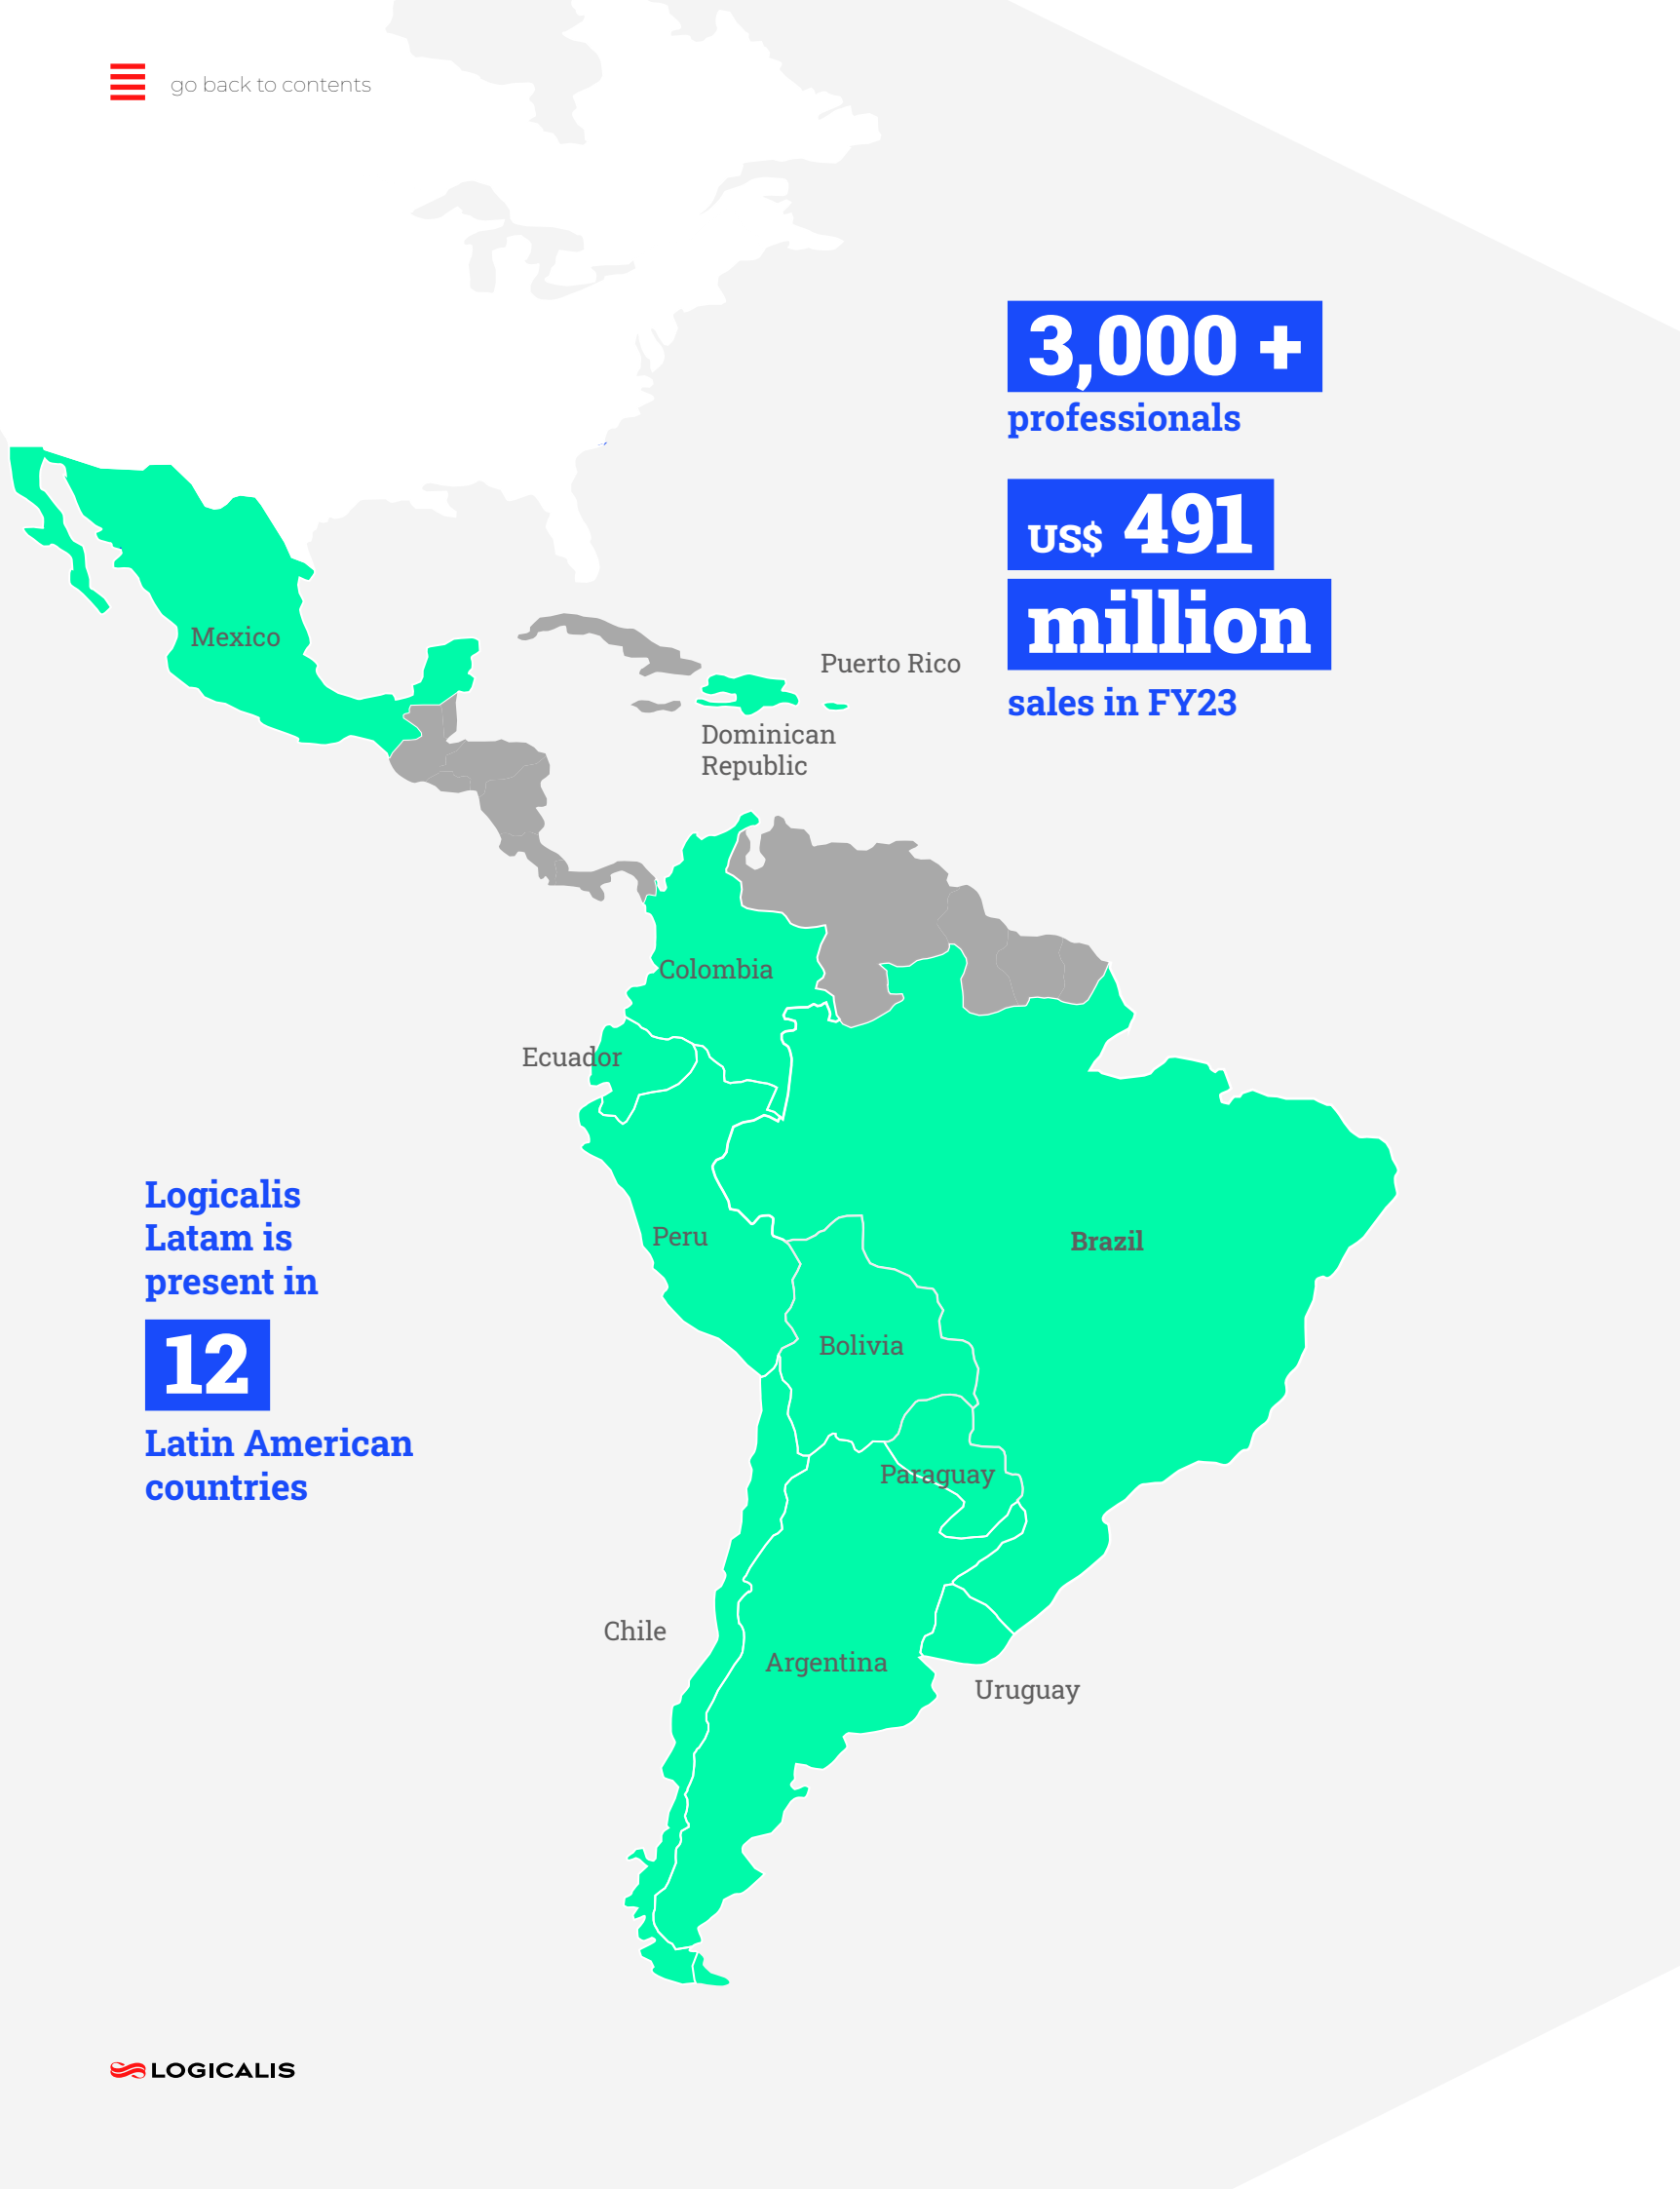 go back to contents
3,000 +
professionals
US$ 491
million
sales in FY23
Mexico
Puerto Rico
Dominican
Republic
Colombia
Ecuador
Peru
Brazil
Bolivia
Paraguay
Chile
Argentina
Uruguay
Logicalis
Latam is
present in
12
Latin American
countries
LOGICALIS